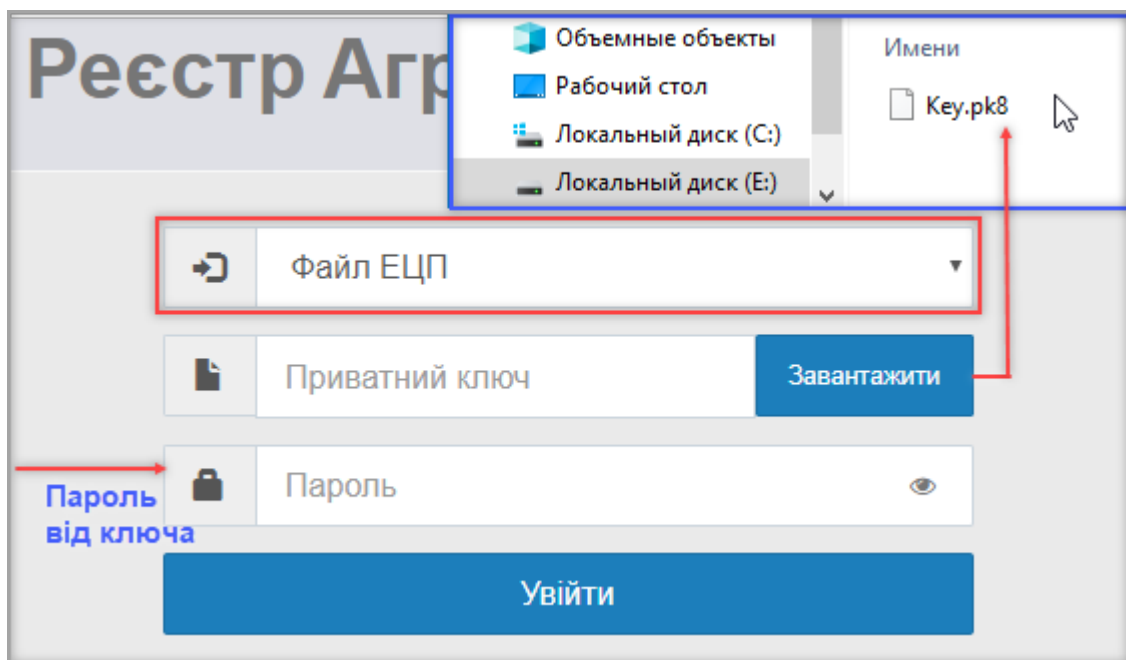 Реєстр Агр
Объемные объекты
Рабочий стол
Локальный диск (C:)
Локальный диск (E:)
Имени
Key.pk8
Файл ЕЦП
Приватний ключ
Завантажити
Пароль
від ключа
Пароль
Увійти